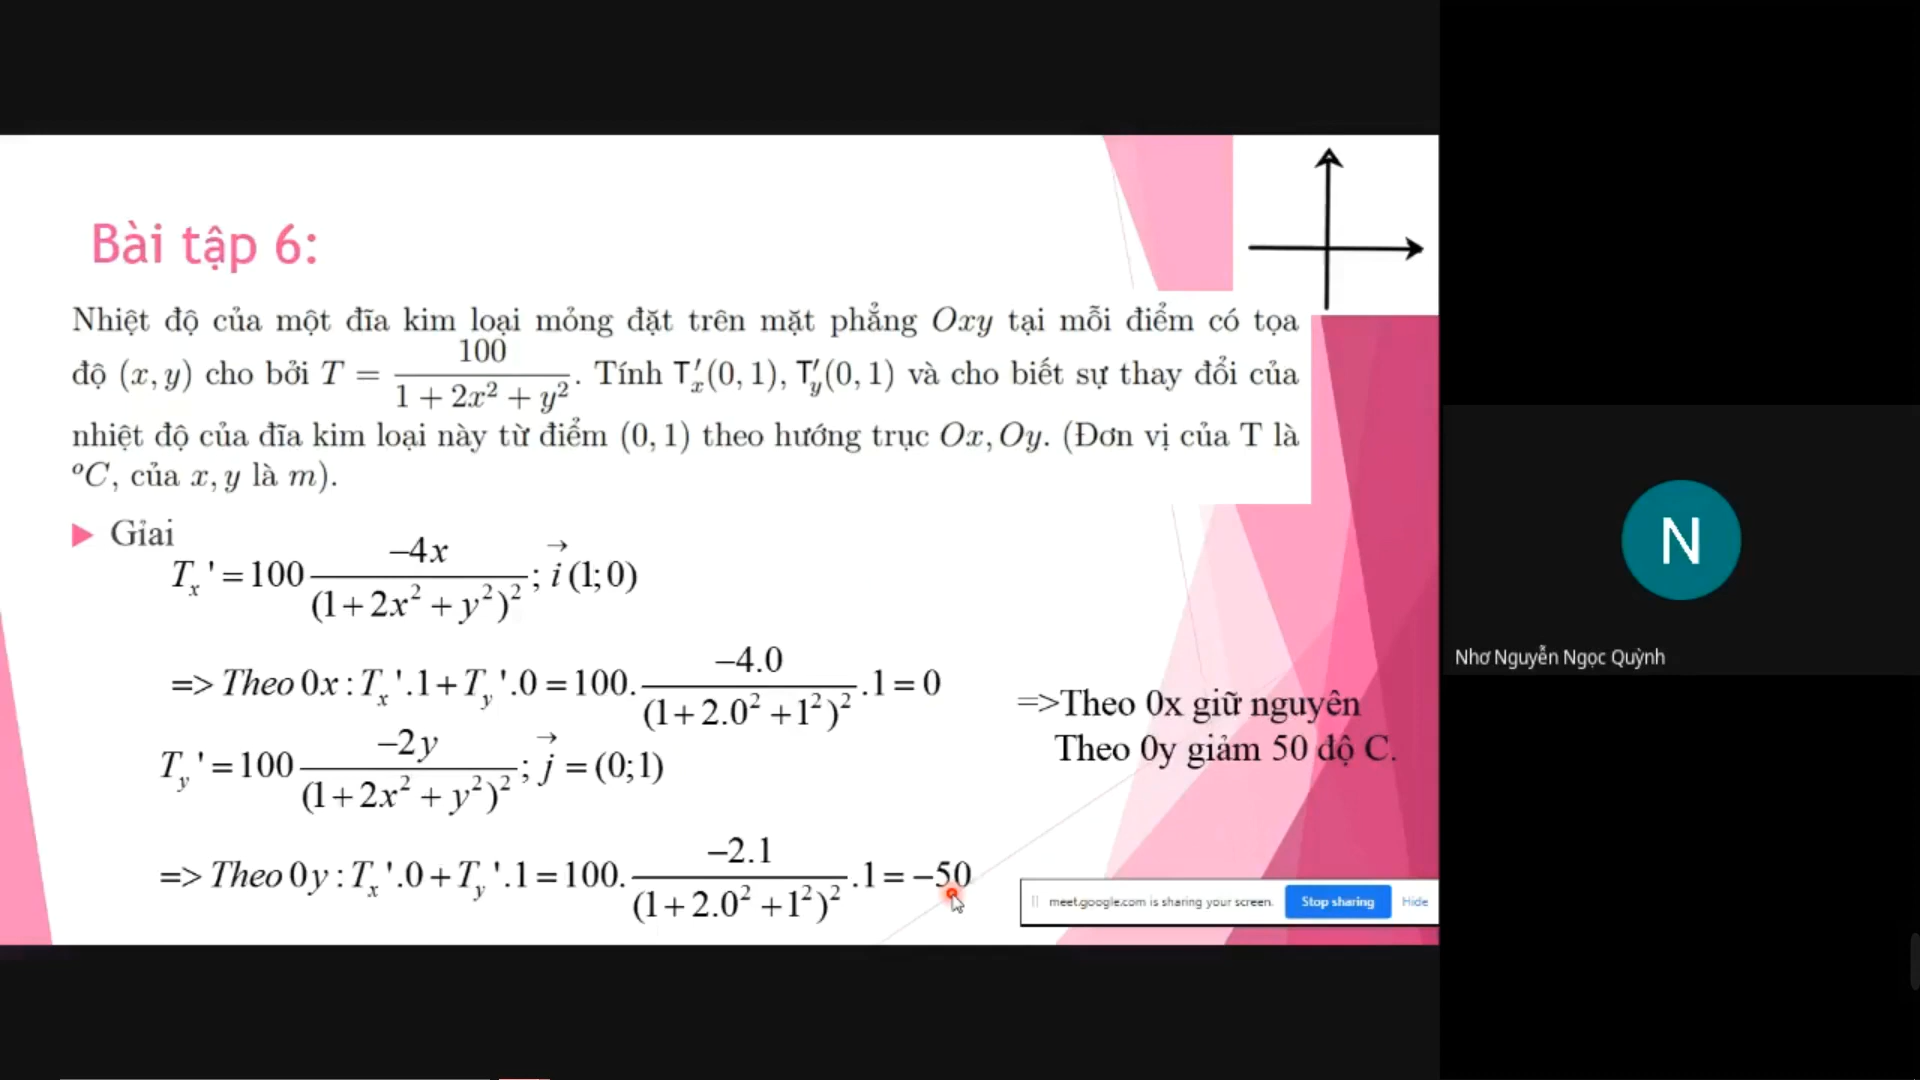 Bài tập 6:
Nhiệt độ của một đĩa kim loại mỏng đặt trên mặt phẳng Oxy tại mỗi điểm có tọa
độ (x, y) cho bởi T = 100 / (1 + 2x² + y²). Tính T′ₓ(0, 1), T′ᵧ(0, 1) và cho biết sự thay đổi của
nhiệt độ của đĩa kim loại này từ điểm (0, 1) theo hướng trục Ox, Oy. (Đơn vị của T là
ºC, của x, y là m).
Giải
Tₓ' = 100 (–4x) / (1+2x² + y²)² ; i⃗ (1;0)
=> Theo 0x : Tₓ'.1+Tᵧ'.0 = 100. (–4.0) / (1+2.0² +1²)² .1 = 0
Tᵧ' = 100 (–2y) / (1+2x² + y²)² ; j⃗ = (0;1)
=> Theo 0y : Tₓ'.0+Tᵧ'.1 = 100. (–2.1) / (1+2.0² +1²)² .1 = –50
=>Theo 0x giữ nguyên
Theo 0y giảm 50 độ C.
meet.google.com is sharing your screen.
Stop sharing
Hide
N
Nhơ Nguyễn Ngọc Quỳnh